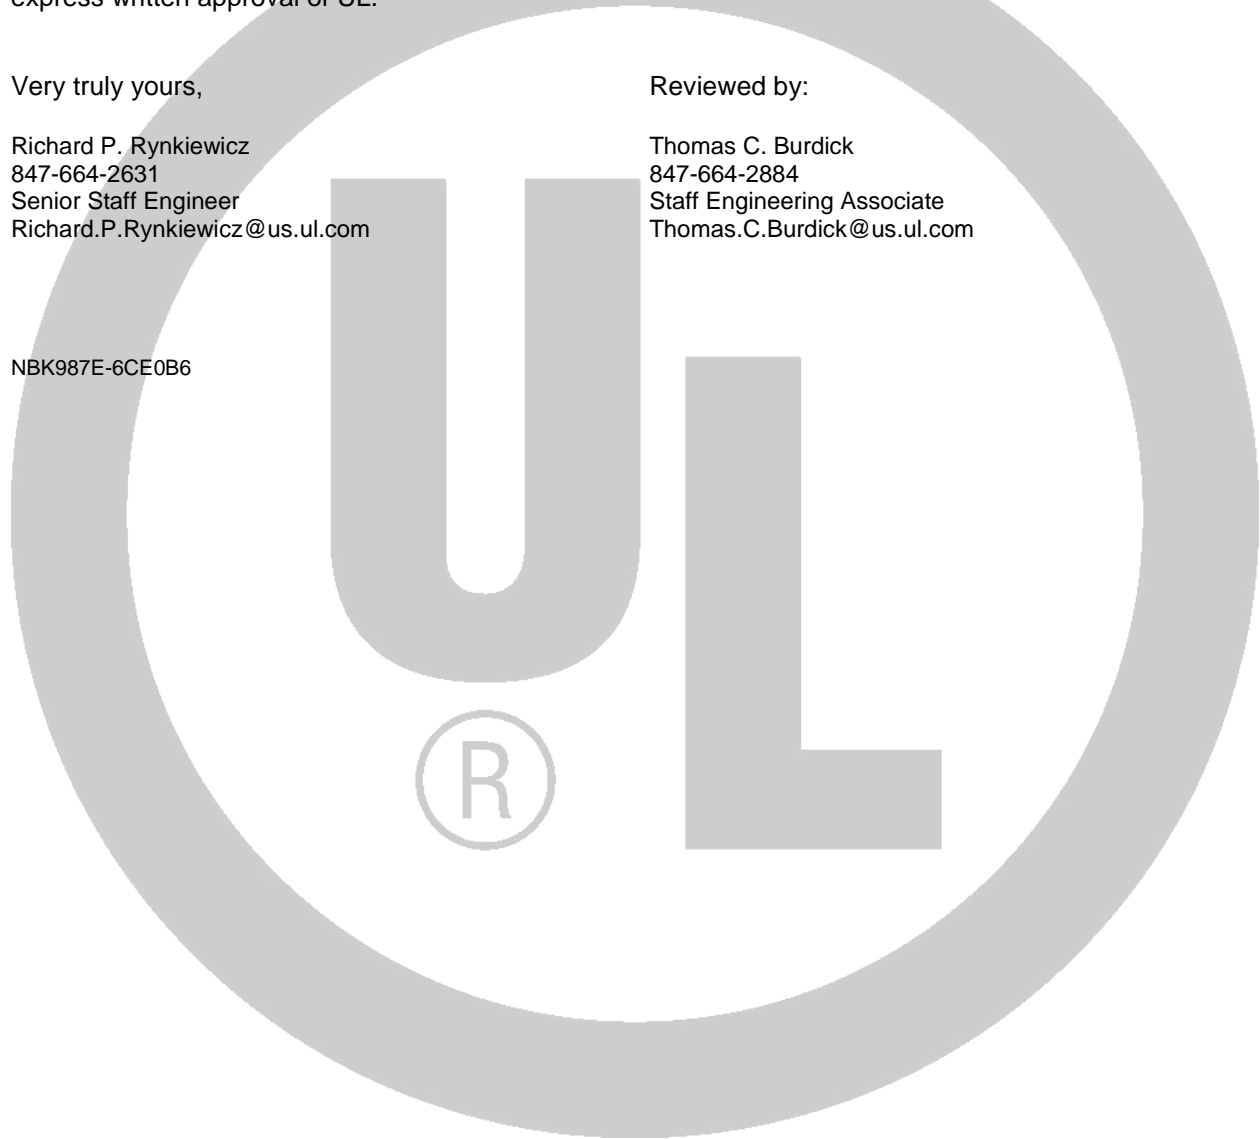 express written approval of UL.
Very truly yours,
Reviewed by:
Richard P. Rynkiewicz
847-664-2631
Senior Staff Engineer
Richard.P.Rynkiewicz@us.ul.com
Thomas C. Burdick
847-664-2884
Staff Engineering Associate
Thomas.C.Burdick@us.ul.com
NBK987E-6CE0B6
UL
®